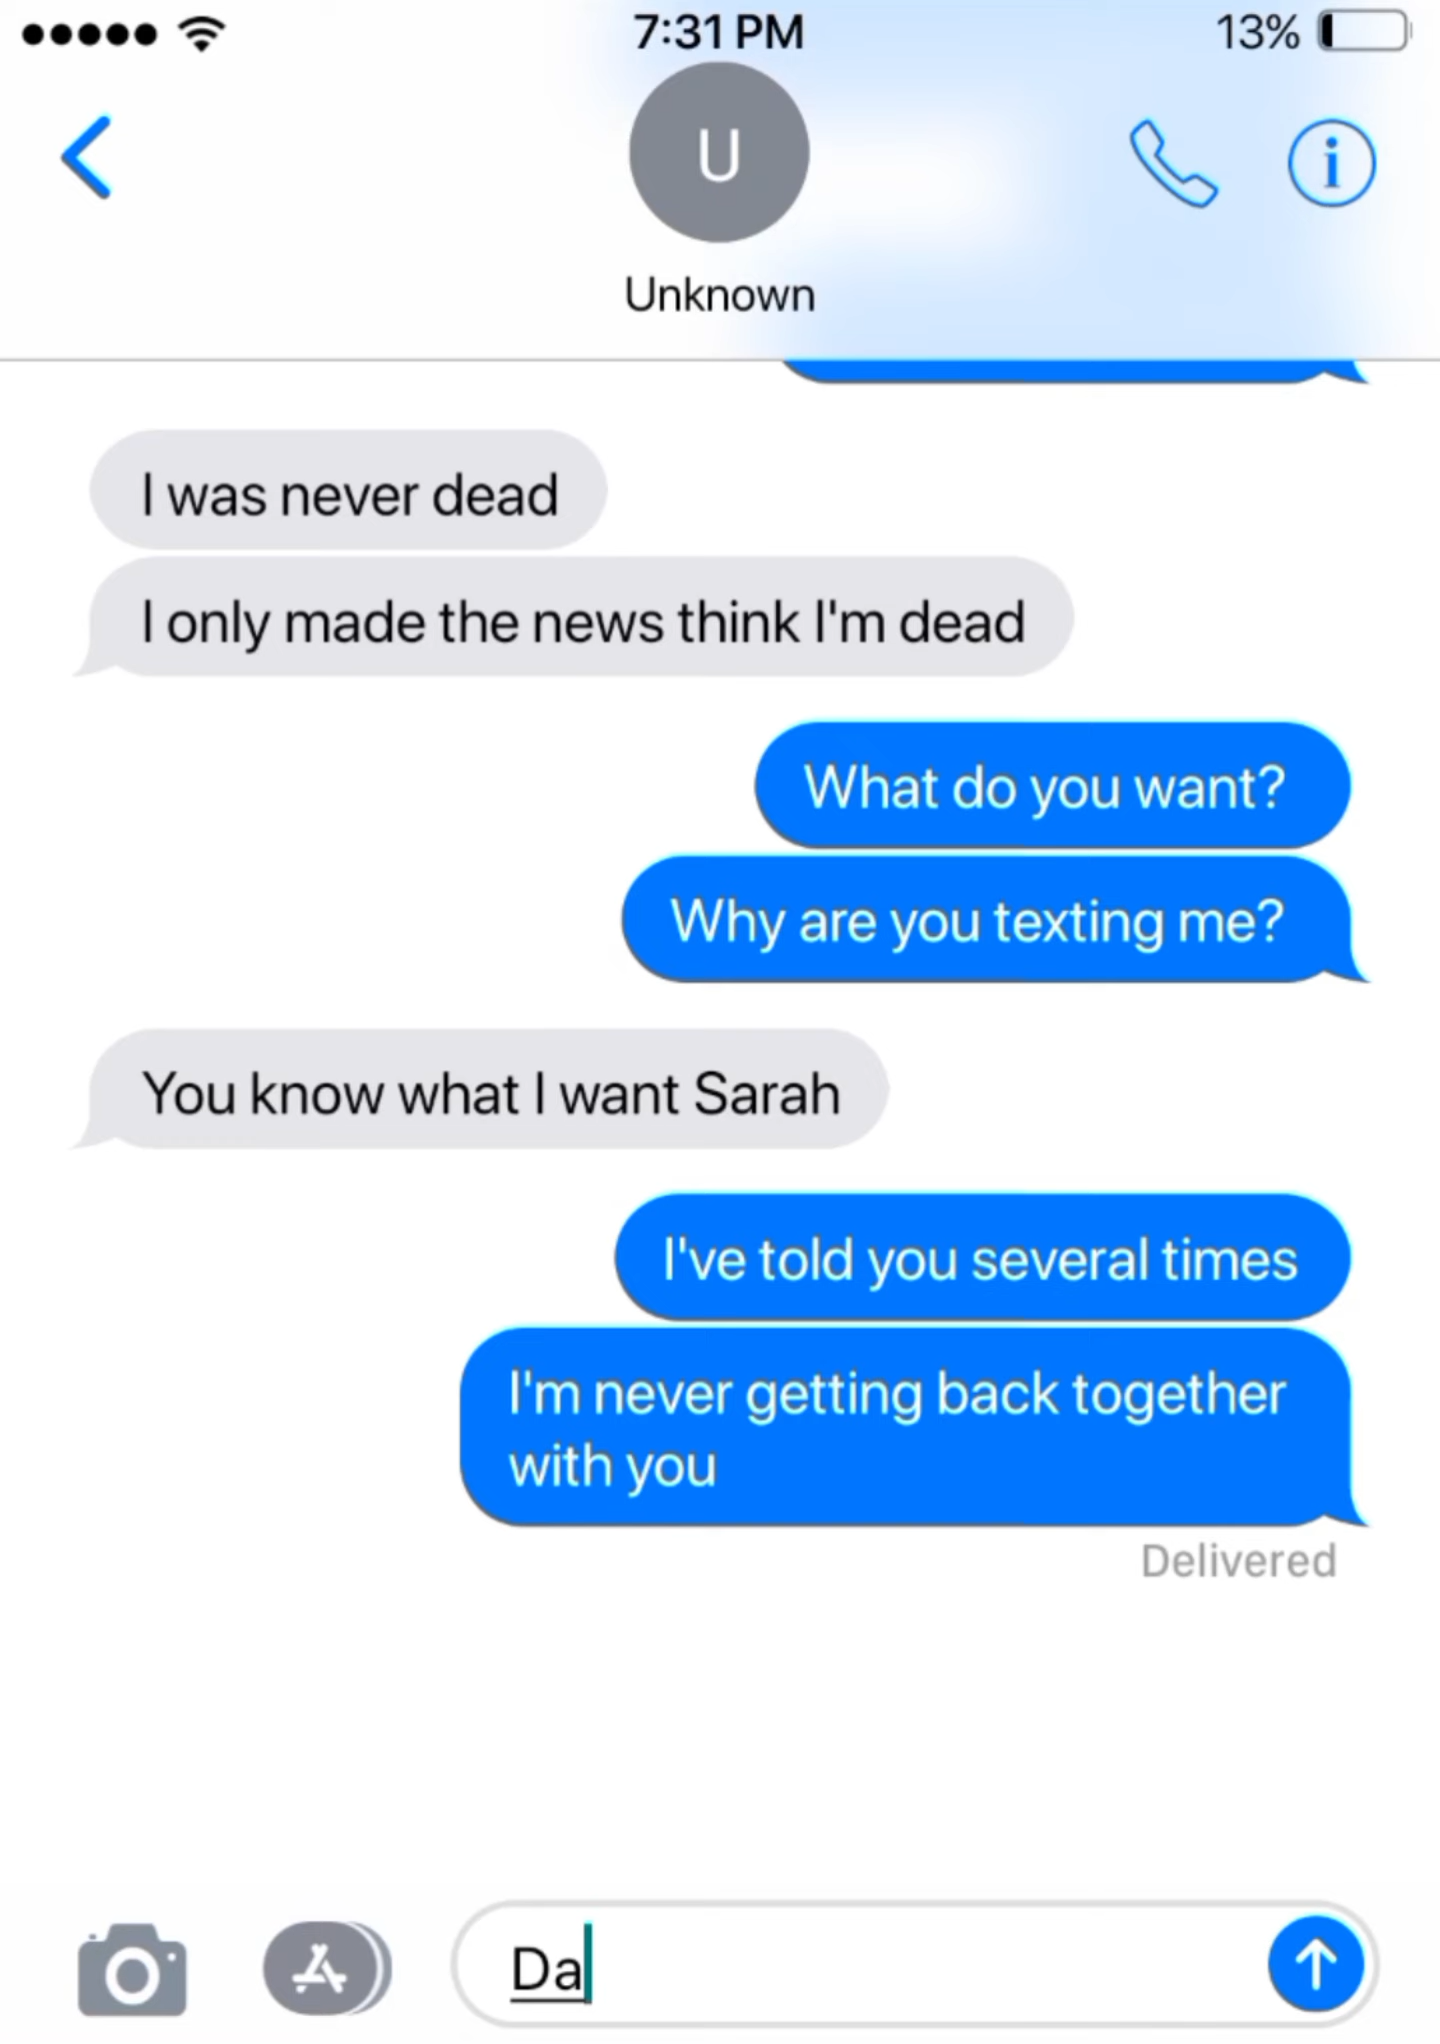 7:31 PM
13%
U
Unknown
I was never dead
I only made the news think I'm dead
What do you want?
Why are you texting me?
You know what I want Sarah
I've told you several times
I'm never getting back together
with you
Delivered
Da